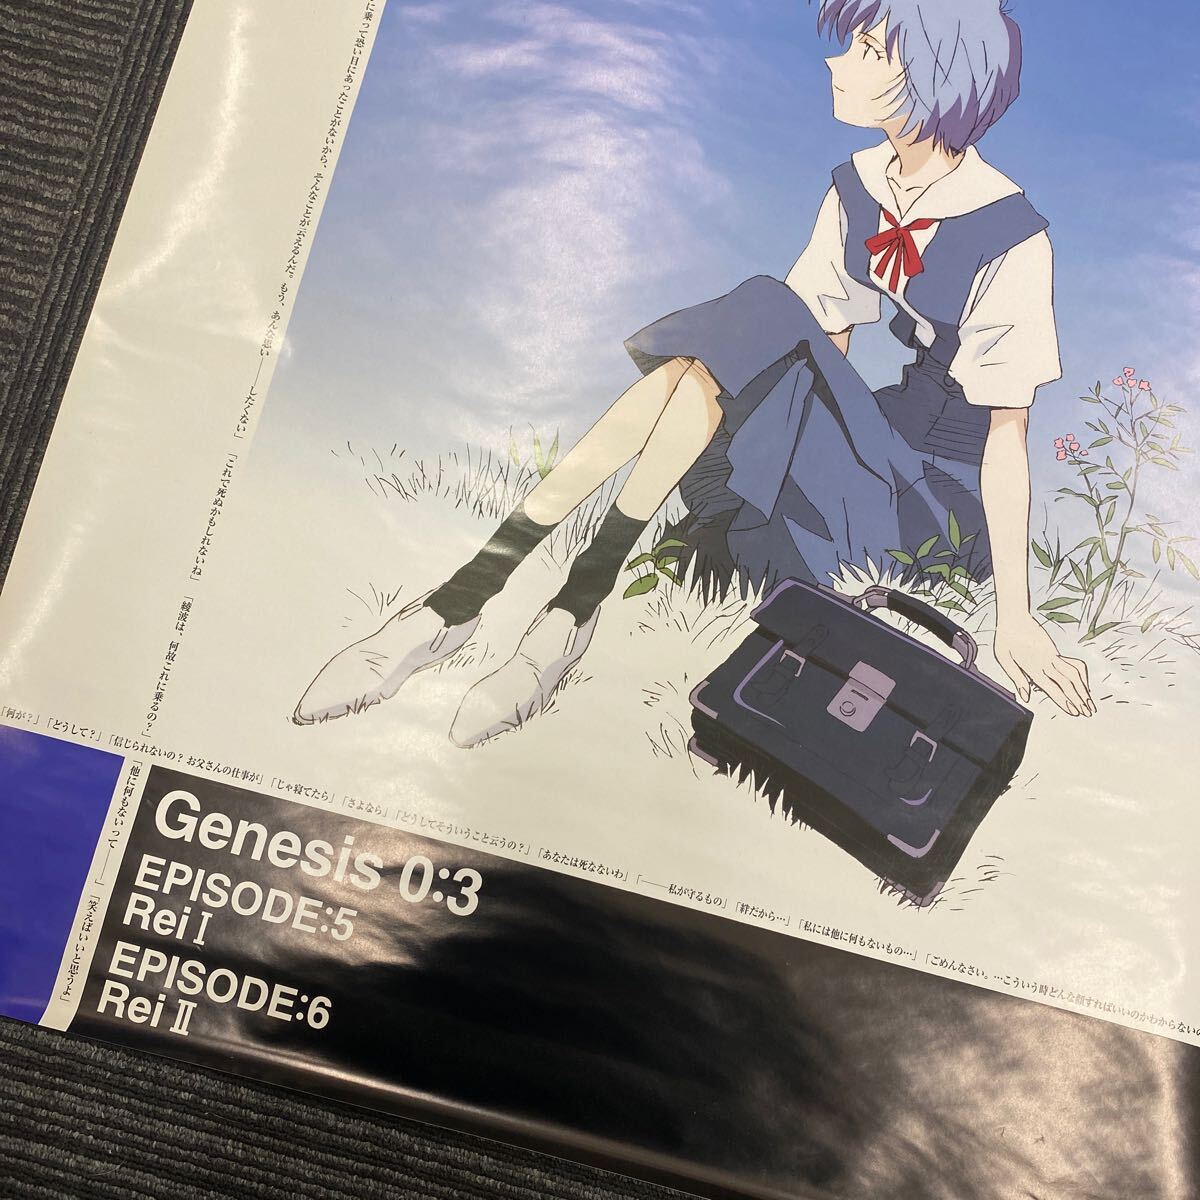 に乗って恐い目にあったことがないから、そんなことが云えるんだ。もう、あんな思い――したくない」「これで死ぬかもしれないね」「綾波は、何故これに乗るの?」
「何が?」「どうして?」「信じられないの?お父さんの仕事が」「じゃ寝てたら」「さよなら」「どうしてそういうこと云うの?」「あなたは死なないわ」「――私が守るもの」「絆だから…」「私には他に何もないもの…」「ごめんなさい。…こういう時どんな顔すればいいのかわからないの
「他に何もないって――」「笑えばいいと思うよ」
Genesis 0:3
EPISODE:5
Rei I
EPISODE:6
Rei II